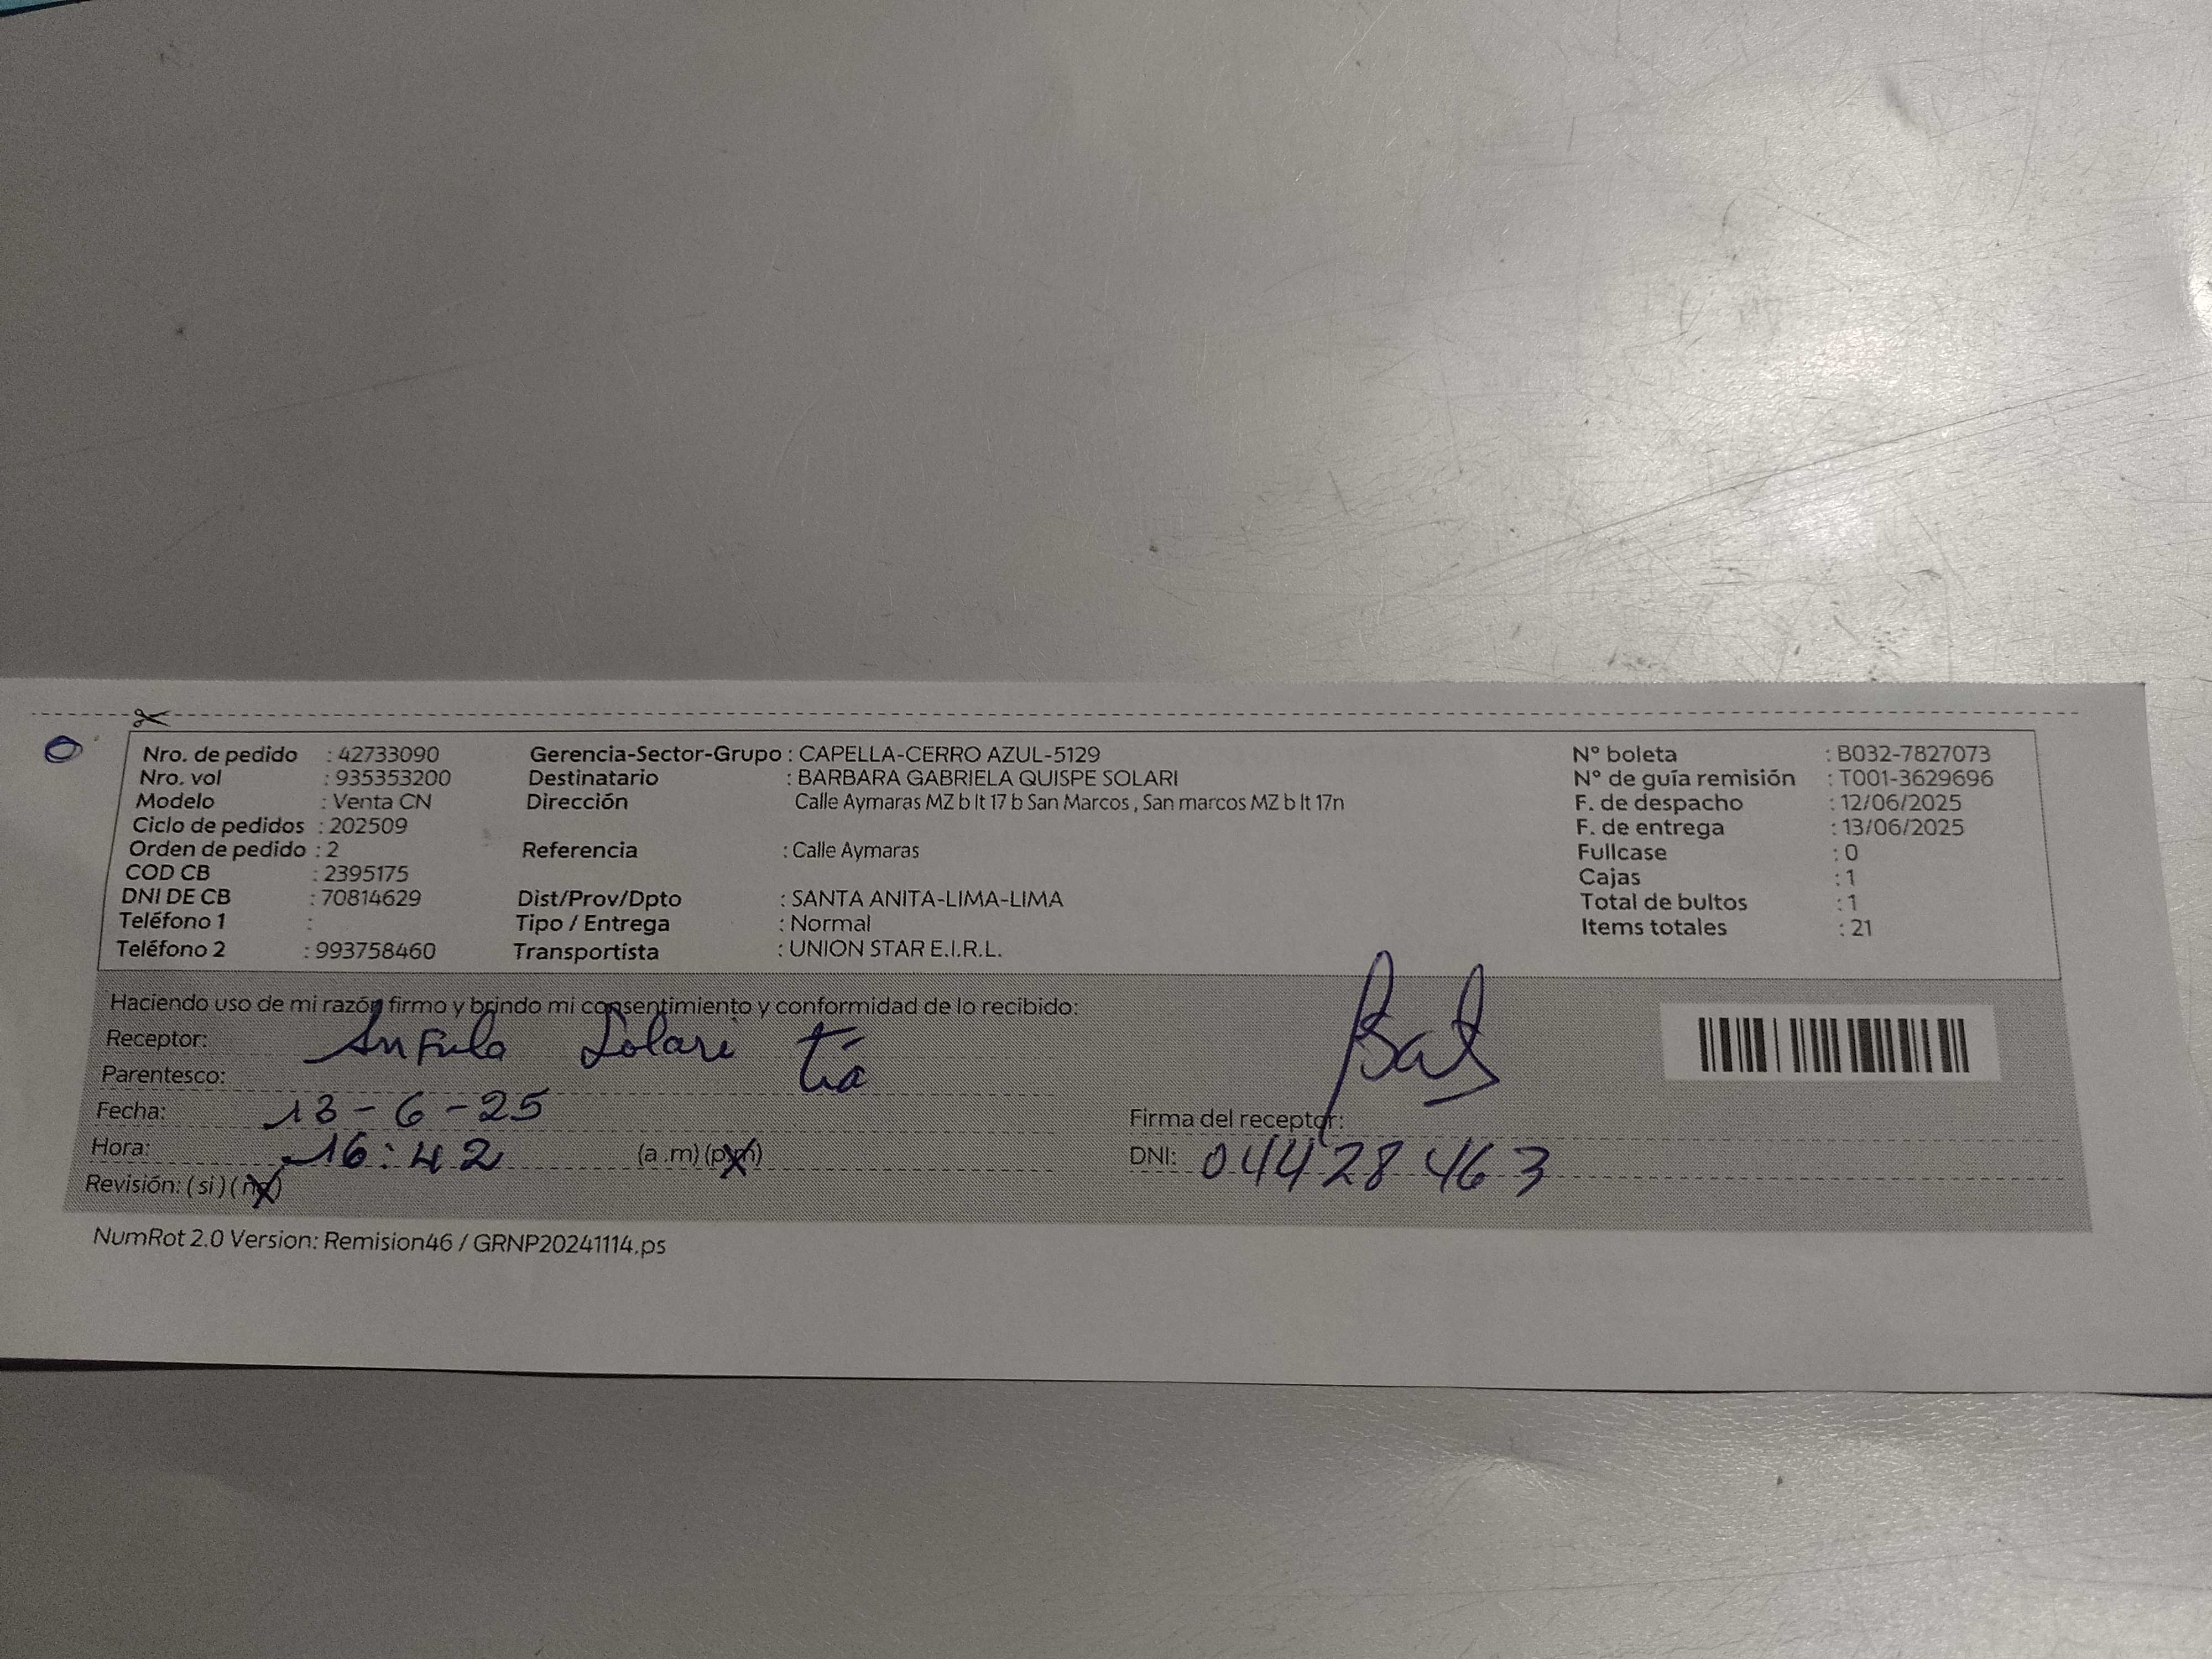 Nro. de pedido : 42733090 Gerencia-Sector-Grupo : CAPELLA-CERRO AZUL-5129 N° boleta : B032-7827073
Nro. vol : 935353200 Destinatario : BARBARA GABRIELA QUISPE SOLARI N° de guía remisión : T001-3629696
Modelo : Venta CN Dirección Calle Aymaras MZ b lt 17 b San Marcos , San marcos MZ b lt 17n F. de despacho : 12/06/2025
Ciclo de pedidos : 202509 F. de entrega : 13/06/2025
Orden de pedido : 2 Referencia : Calle Aymaras Fullcase : 0
COD CB : 2395175 Cajas : 1
DNI DE CB : 70814629 Dist/Prov/Dpto : SANTA ANITA-LIMA-LIMA Total de bultos : 1
Teléfono 1 : Tipo / Entrega : Normal Items totales : 21
Teléfono 2 : 993758460 Transportista : UNION STAR E.I.R.L.
Haciendo uso de mi razón firmo y brindo mi consentimiento y conformidad de lo recibido:
Receptor: Solari tía
Parentesco:
Fecha: 13-6-25 Firma del receptor:
Hora: 16:42 (a .m) (p.m) DNI: 04428463
Revisión: ( si ) ( no )
NumRot 2.0 Version: Remision46 / GRNP20241114.ps